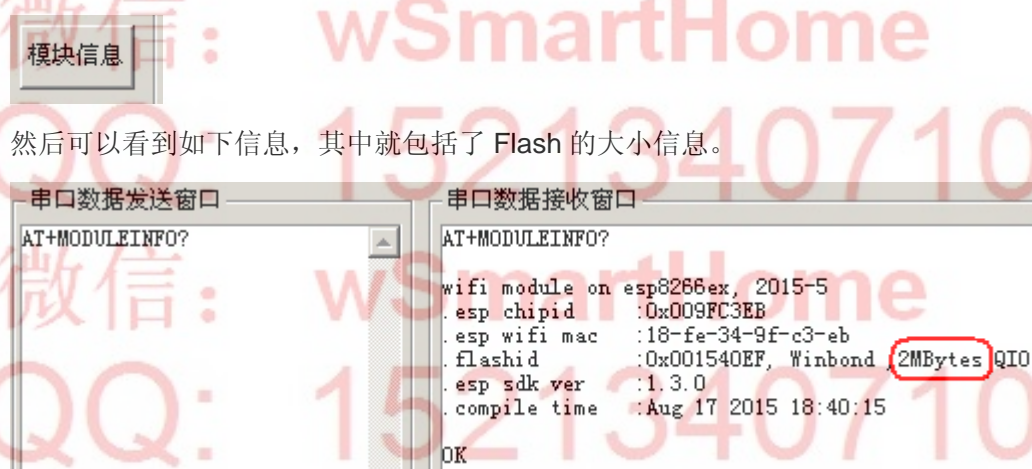 微信： wSmartHome
模块信息
QQ: 152134071
然后可以看到如下信息，其中就包括了 Flash 的大小信息。
串口数据发送窗口
AT+MODULEINFO?
串口数据接收窗口
AT+MODULEINFO?
wifi module on esp8266ex, 2015-5
.esp chipid :0x009FC3EB
.esp wifi mac :18-fe-34-9f-c3-eb
.flashid :0x001540EF, Winbond ,2MBytes QIO
.esp sdk ver :1.3.0
.compile time :Aug 17 2015 18:40:15
OK
微信： wSmartHome
QQ: 152134071